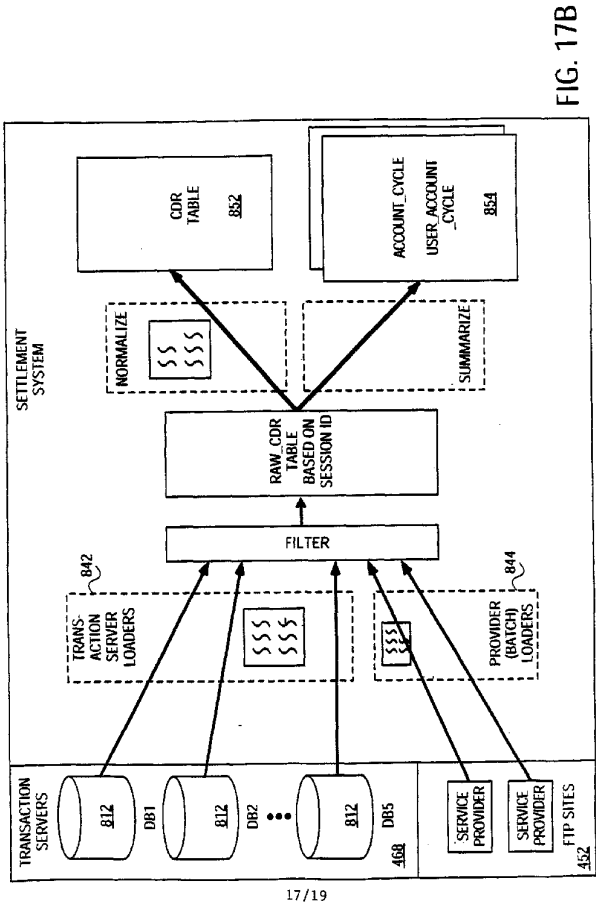 TRANSACTION
SERVERS
812
DB1
812
DB2
812
DB5
468
SERVICE
PROVIDER
SERVICE
PROVIDER
FTP SITES
452
SETTLEMENT
SYSTEM
TRANS-
ACTION
SERVER
LOADERS
842
PROVIDER
(BATCH)
LOADERS
844
FILTER
RAW_CDR
TABLE
BASED ON
SESSION ID
NORMALIZE
SUMMARIZE
CDR
TABLE
852
ACCOUNT_CYCLE
USER_ACCOUNT
_CYCLE
854
FIG. 17B
17/19